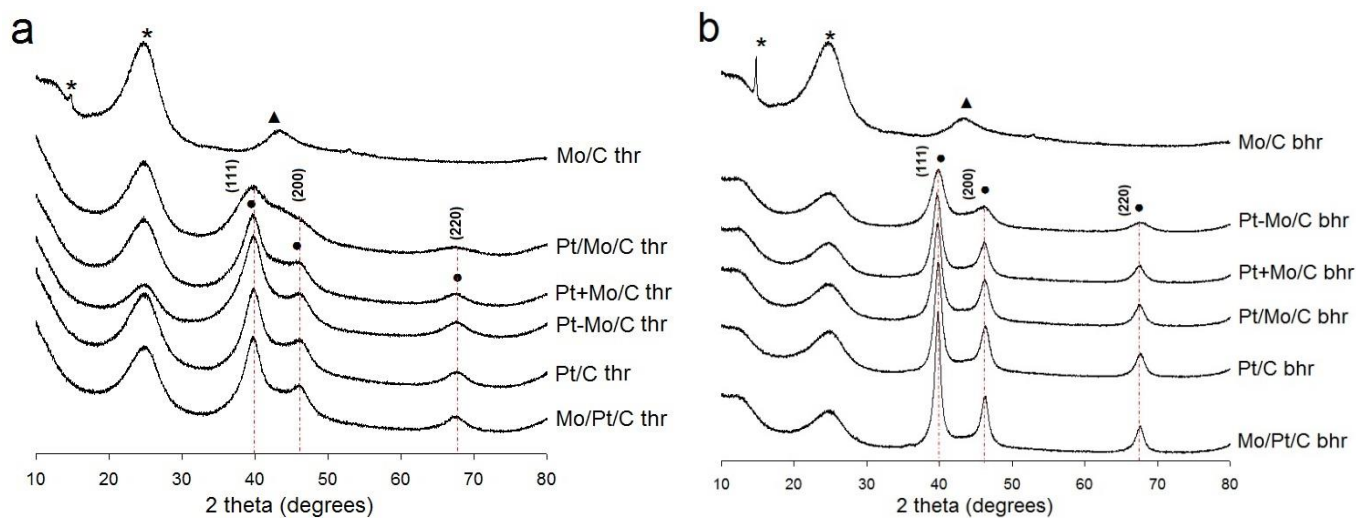 a
*
*
▲
Mo/C thr
(111)
(200)
(220)
●
●
●
Pt/Mo/C thr
Pt+Mo/C thr
Pt-Mo/C thr
Pt/C thr
Mo/Pt/C thr
10 20 30 40 50 60 70 80
2 theta (degrees)
b
*
*
▲
Mo/C bhr
(111)
(200)
(220)
●
●
●
Pt-Mo/C bhr
Pt+Mo/C bhr
Pt/Mo/C bhr
Pt/C bhr
Mo/Pt/C bhr
10 20 30 40 50 60 70 80
2 theta (degrees)